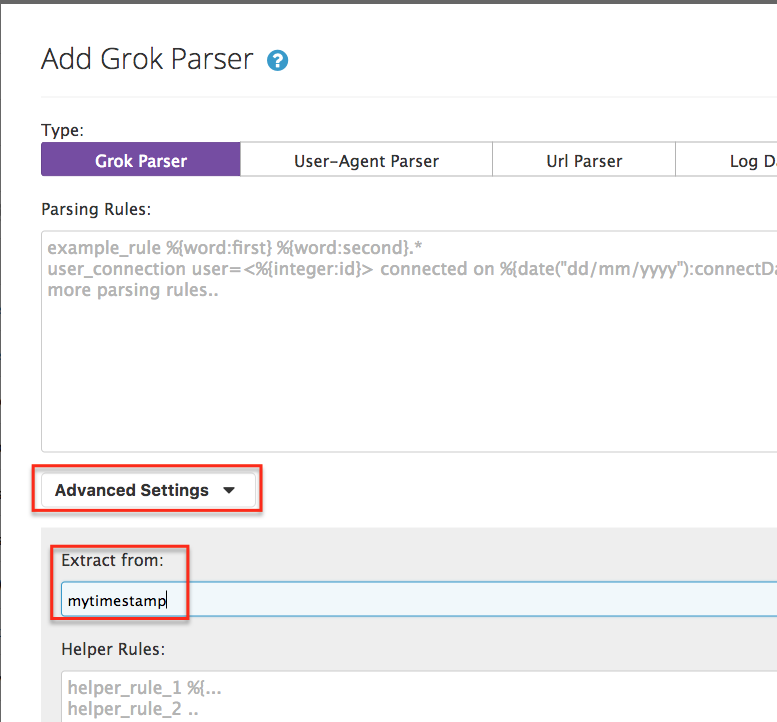 Add Grok Parser ?
Type:
Grok Parser User-Agent Parser Url Parser Log Da
Parsing Rules:
example_rule %{word:first} %{word:second}.*
user_connection user=<%{integer:id}> connected on %{date("dd/mm/yyyy"):connectDa
more parsing rules..
Advanced Settings
Extract from:
mytimestamp
Helper Rules:
helper_rule_1 %{...
helper_rule_2 ..